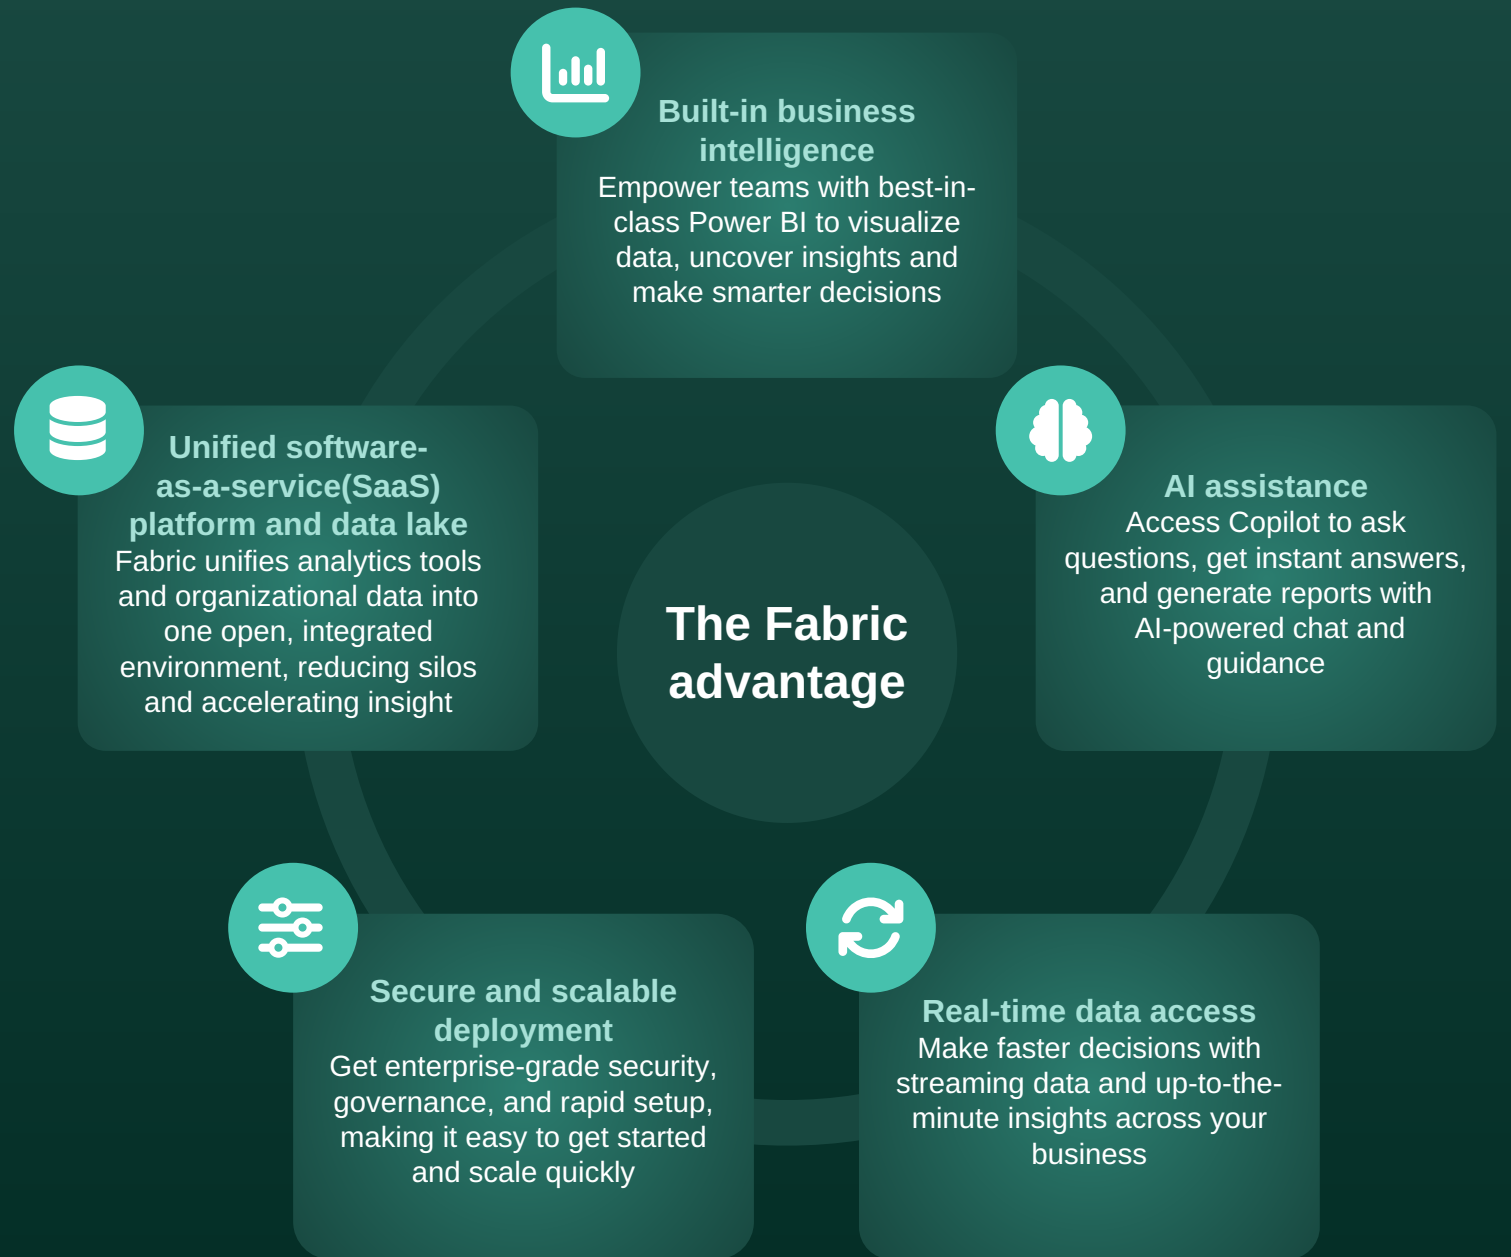 Built-in business
intelligence
Empower teams with best-in-
class Power BI to visualize
data, uncover insights and
make smarter decisions
Unified software-
as-a-service(SaaS)
platform and data lake
Fabric unifies analytics tools
and organizational data into
one open, integrated
environment, reducing silos
and accelerating insight
The Fabric
advantage
AI assistance
Access Copilot to ask
questions, get instant answers,
and generate reports with
AI-powered chat and
guidance
Secure and scalable
deployment
Get enterprise-grade security,
governance, and rapid setup,
making it easy to get started
and scale quickly
Real-time data access
Make faster decisions with
streaming data and up-to-the-
minute insights across your
business